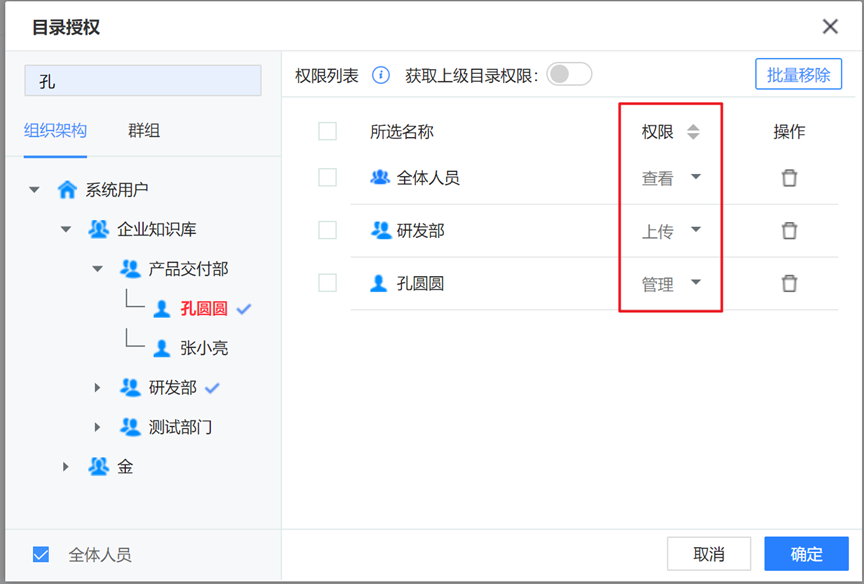 目录授权
孔
组织架构 群组
系统用户
企业知识库
产品交付部
孔圆圆
张小亮
研发部
测试部门
金
全体人员
权限列表 获取上级目录权限: 批量移除
所选名称 权限 操作
全体人员 查看
研发部 上传
孔圆圆 管理
取消 确定